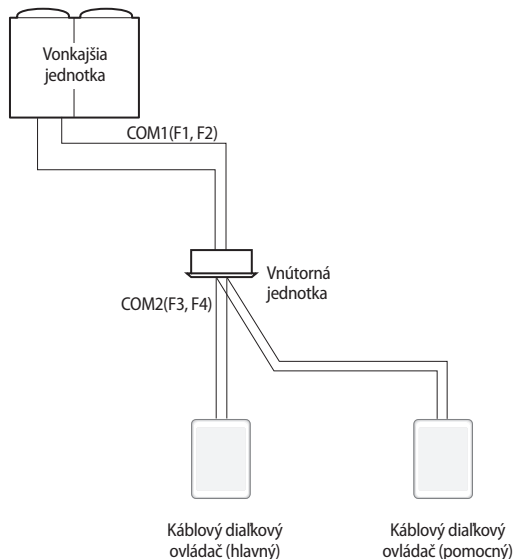 Vonkajšia
jednotka
COM1(F1, F2)
Vnútorná
jednotka
COM2(F3, F4)
Káblový diaľkový
ovládač (hlavný)
Káblový diaľkový
ovládač (pomocný)